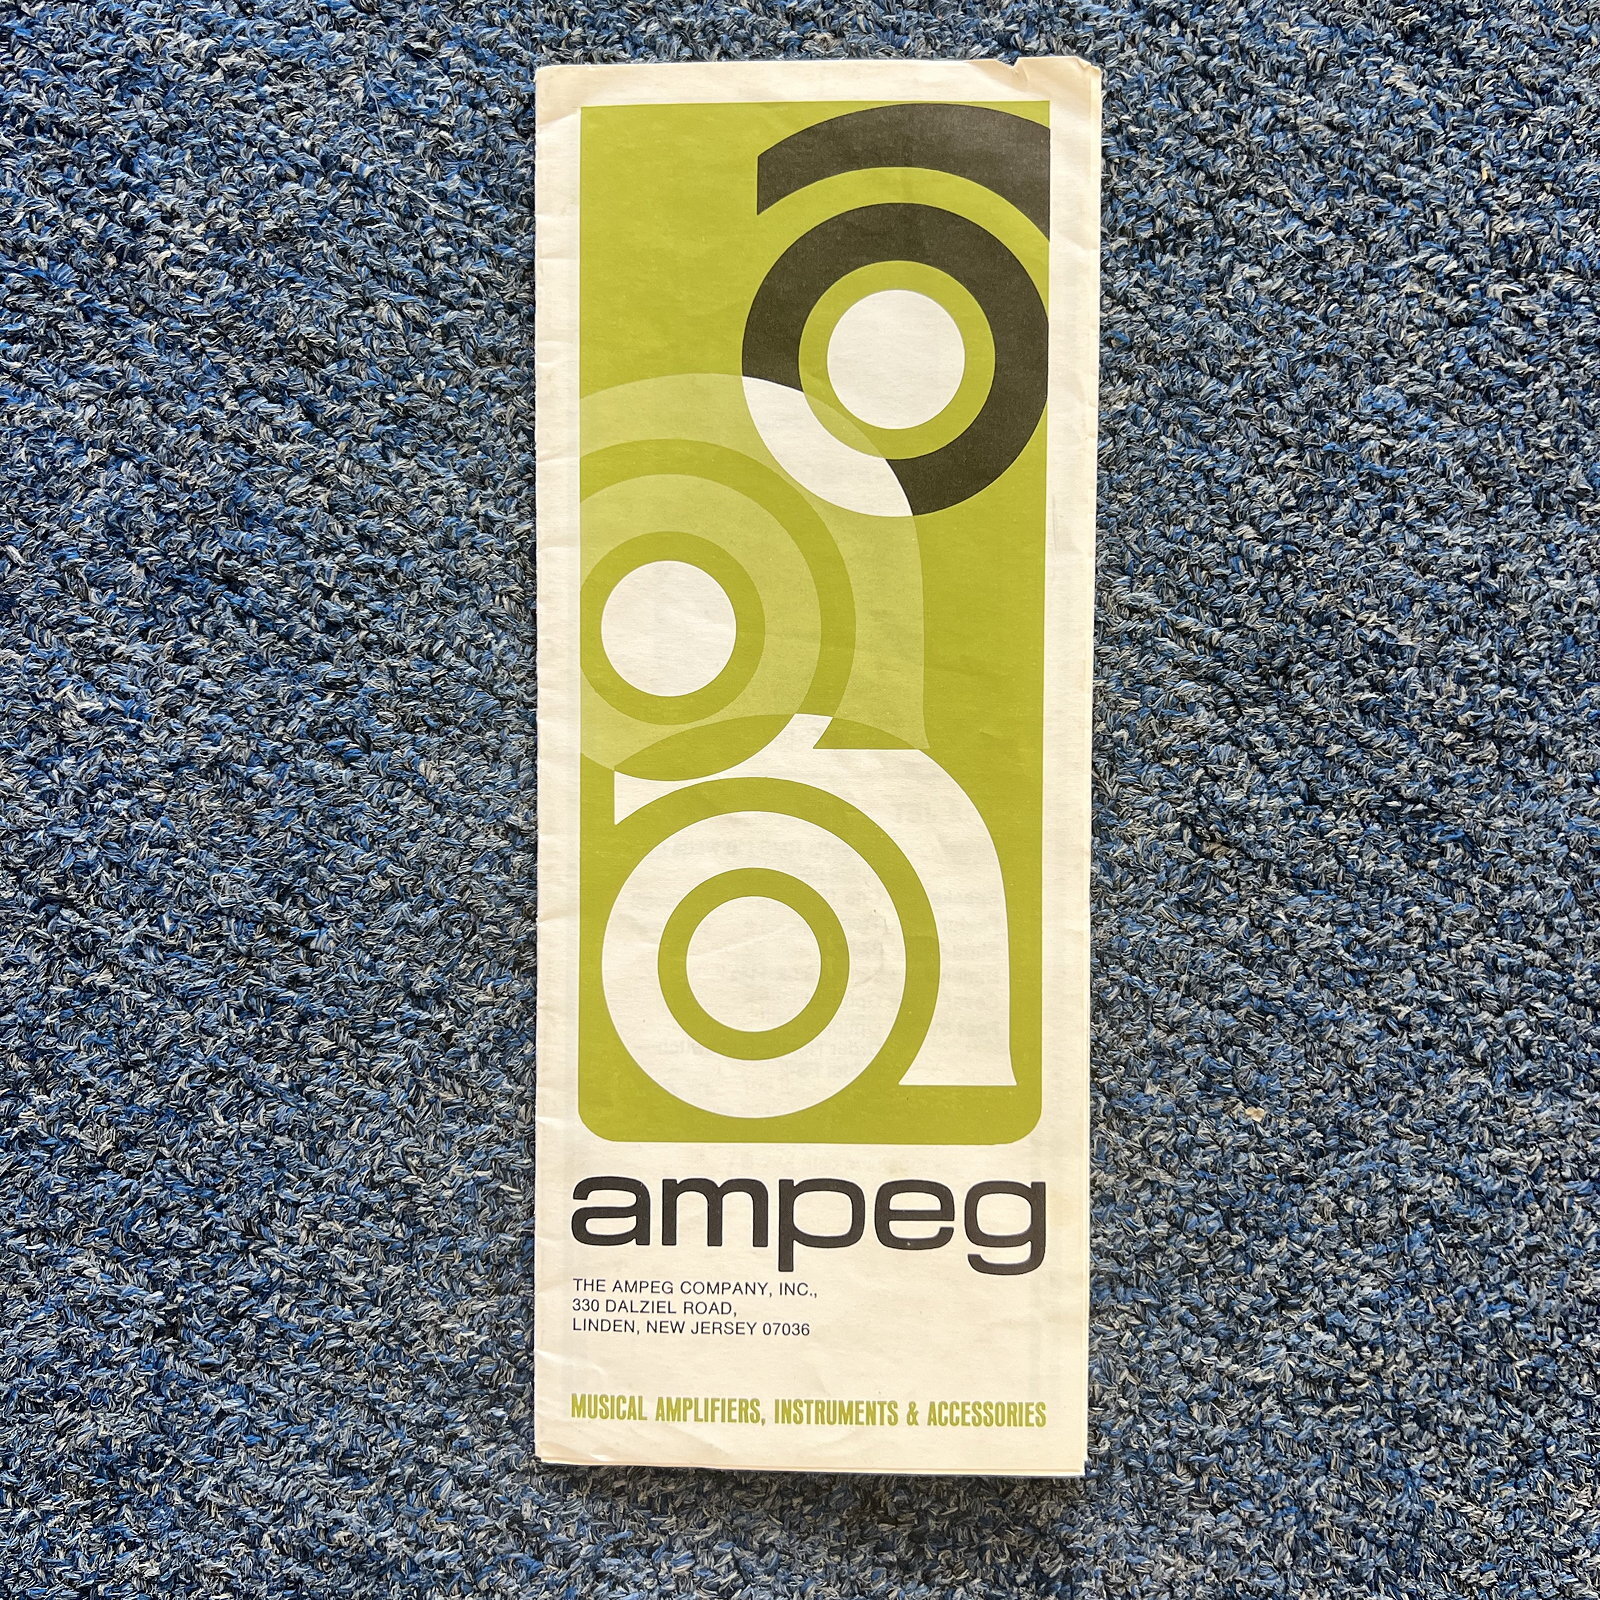 ampeg
THE AMPEG COMPANY, INC.,
330 DALZIEL ROAD,
LINDEN, NEW JERSEY 07036
MUSICAL AMPLIFIERS, INSTRUMENTS & ACCESSORIES